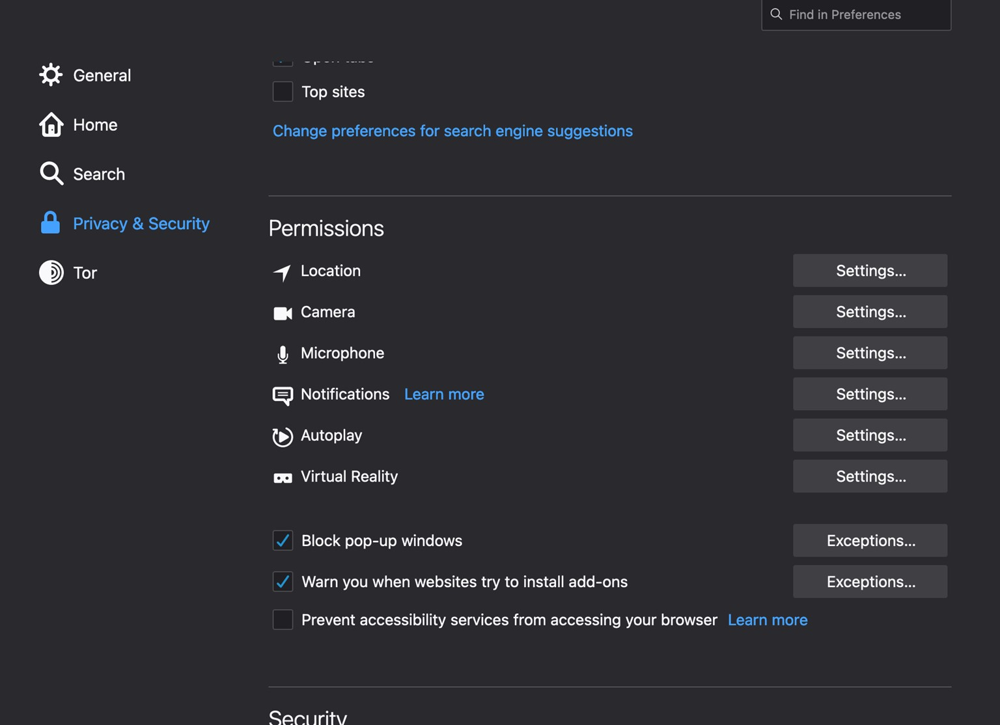 Find in Preferences
General
Home
Search
Privacy & Security
Tor
Top sites
Change preferences for search engine suggestions
Permissions
Location Settings...
Camera Settings...
Microphone Settings...
Notifications Learn more Settings...
Autoplay Settings...
Virtual Reality Settings...
Block pop-up windows Exceptions...
Warn you when websites try to install add-ons Exceptions...
Prevent accessibility services from accessing your browser Learn more
Security